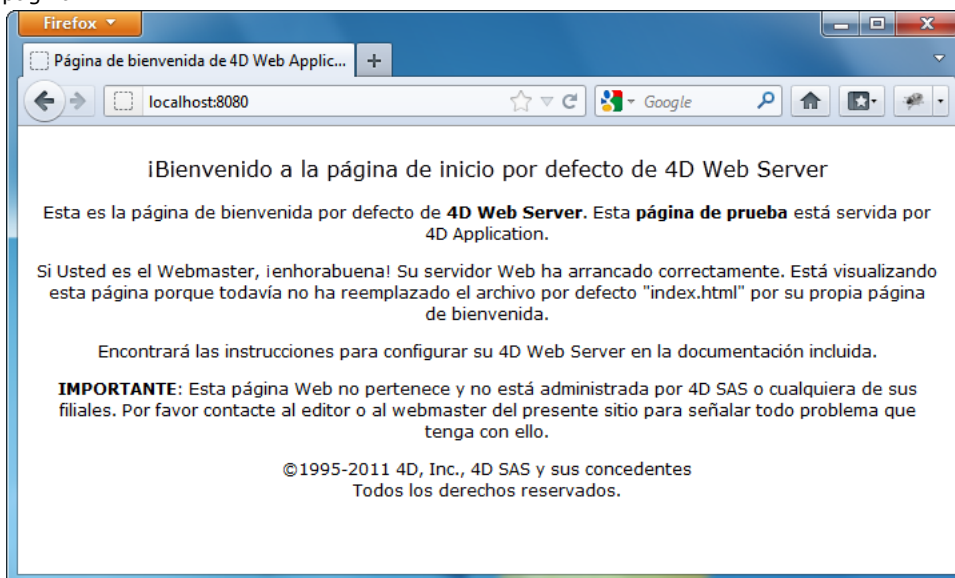 Firefox
Página de bienvenida de 4D Web Applic...
localhost:8080
Google
¡Bienvenido a la página de inicio por defecto de 4D Web Server
Esta es la página de bienvenida por defecto de 4D Web Server. Esta página de prueba está servida por
4D Application.
Si Usted es el Webmaster, ¡enhorabuena! Su servidor Web ha arrancado correctamente. Está visualizando
esta página porque todavía no ha reemplazado el archivo por defecto "index.html" por su propia página
de bienvenida.
Encontrará las instrucciones para configurar su 4D Web Server en la documentación incluida.
IMPORTANTE: Esta página Web no pertenece y no está administrada por 4D SAS o cualquiera de sus
filiales. Por favor contacte al editor o al webmaster del presente sitio para señalar todo problema que
tenga con ello.
©1995-2011 4D, Inc., 4D SAS y sus concedentes
Todos los derechos reservados.